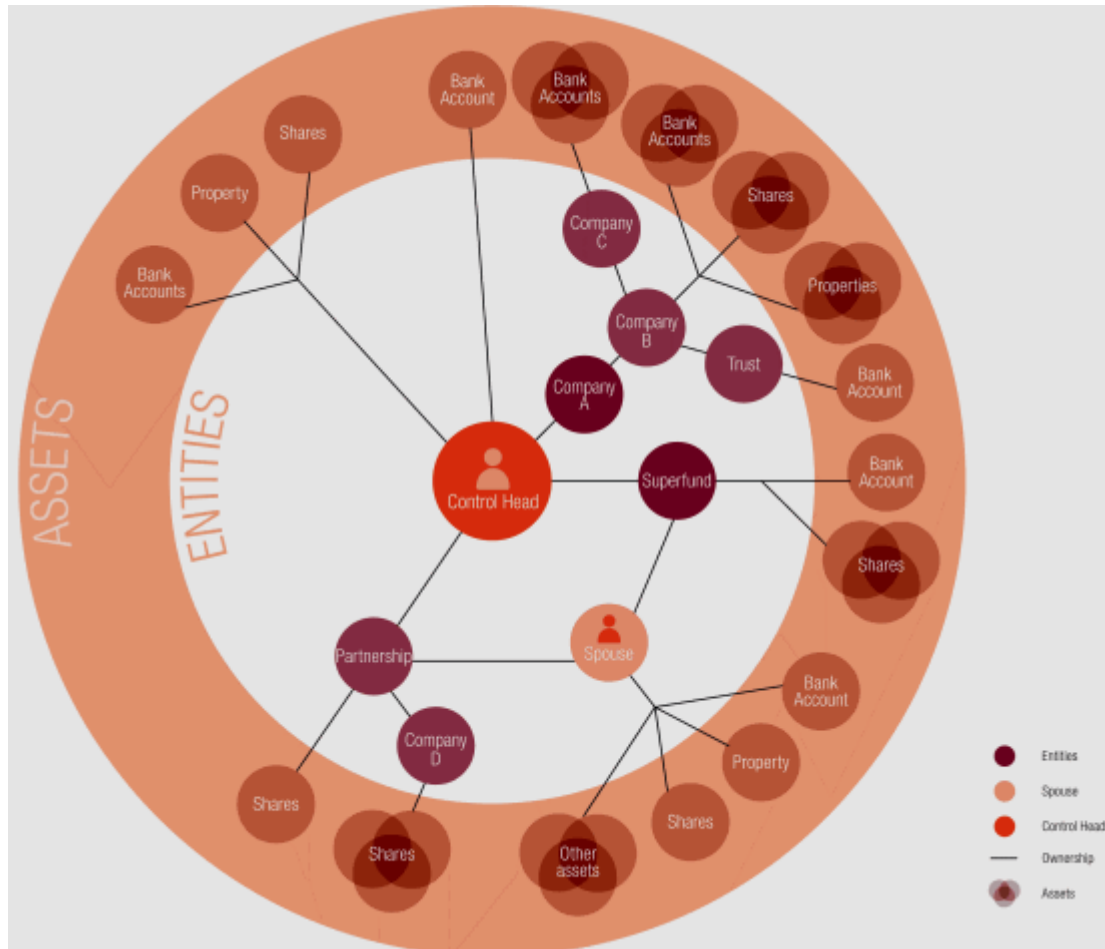 Bank
Account
Bank
Accounts
Bank
Accounts
Shares
Shares
Property
Bank
Accounts
Company
C
Properties
Company
B
Trust
Bank
Account
Company
A
ASSETS
ENTITIES
Control Head
Superfund
Bank
Account
Shares
Partnership
Spouse
Bank
Account
Company
D
Property
Shares
Shares
Shares
Other
assets
Entities
Spouse
Control Head
Ownership
Assets